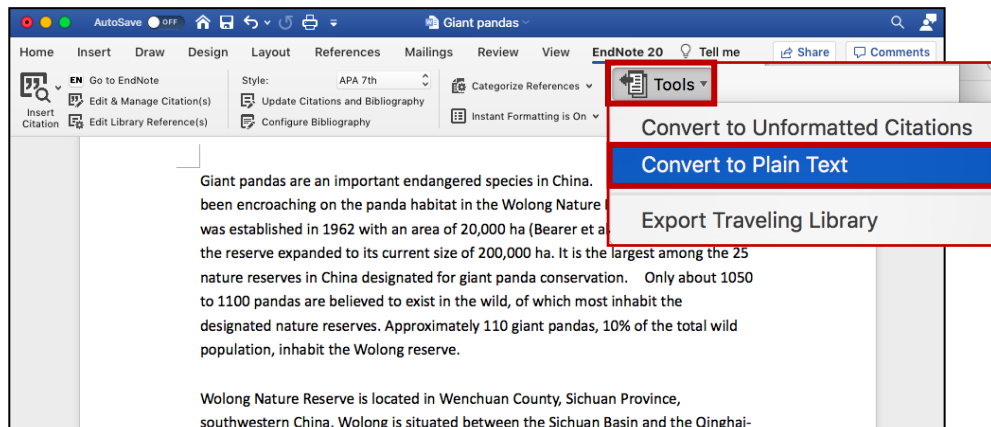 AutoSave OFF Giant pandas
Home Insert Draw Design Layout References Mailings Review View EndNote 20 Tell me Share Comments
Insert Citation
EN Go to EndNote
Edit & Manage Citation(s)
Edit Library Reference(s)
Style: APA 7th
Update Citations and Bibliography
Configure Bibliography
Categorize References
Instant Formatting is On
Tools
Convert to Unformatted Citations
Convert to Plain Text
Export Traveling Library
Giant pandas are an important endangered species in China.
been encroaching on the panda habitat in the Wolong Nature
was established in 1962 with an area of 20,000 ha (Bearer et
the reserve expanded to its current size of 200,000 ha. It is the largest among the 25
nature reserves in China designated for giant panda conservation. Only about 1050
to 1100 pandas are believed to exist in the wild, of which most inhabit the
designated nature reserves. Approximately 110 giant pandas, 10% of the total wild
population, inhabit the Wolong reserve.
Wolong Nature Reserve is located in Wenchuan County, Sichuan Province,
southwestern China. Wolong is situated between the Sichuan Basin and the Qinghai-